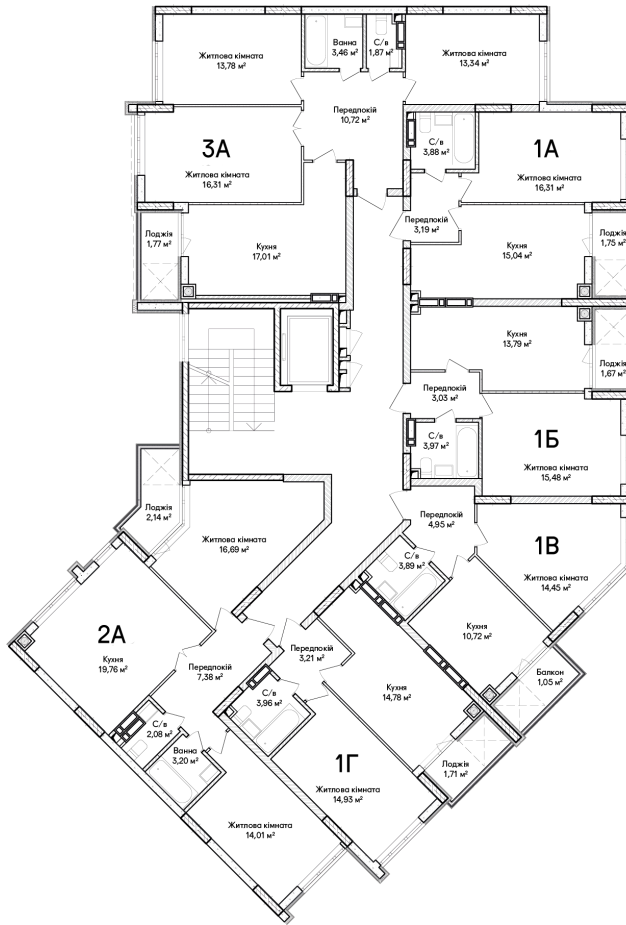 Житлова кімната
13,78 м²
Ванна
3,46 м²
С/в
1,87 м²
Житлова кімната
13,34 м²
Передпокій
10,72 м²
3А
Житлова кімната
16,31 м²
С/в
3,88 м²
1А
Житлова кімната
16,31 м²
Лоджія
1,77 м²
Кухня
17,01 м²
Передпокій
3,19 м²
Кухня
15,04 м²
Лоджія
1,75 м²
Кухня
13,79 м²
Лоджія
1,67 м²
Передпокій
3,03 м²
С/в
3,97 м²
1Б
Житлова кімната
15,48 м²
Лоджія
2,14 м²
Житлова кімната
16,69 м²
Передпокій
4,95 м²
1В
Житлова кімната
14,45 м²
С/в
3,89 м²
Кухня
10,72 м²
2А
Кухня
19,76 м²
Передпокій
7,38 м²
Передпокій
3,21 м²
Балкон
1,05 м²
С/в
3,96 м²
Кухня
14,78 м²
С/в
2,08 м²
Ванна
3,20 м²
1Г
Житлова кімната
14,93 м²
Лоджія
1,71 м²
Житлова кімната
14,01 м²